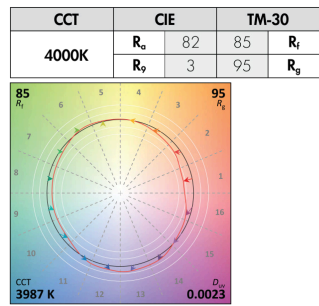 CCT CIE TM-30
4000K Ra 82 85 Rf
R9 3 95 Rg
85 95
Rf Rg
5 4
6 3
7 2
8 1
9 16
10 15
11 14
12 13
CCT Duv
3987 K 0.0023